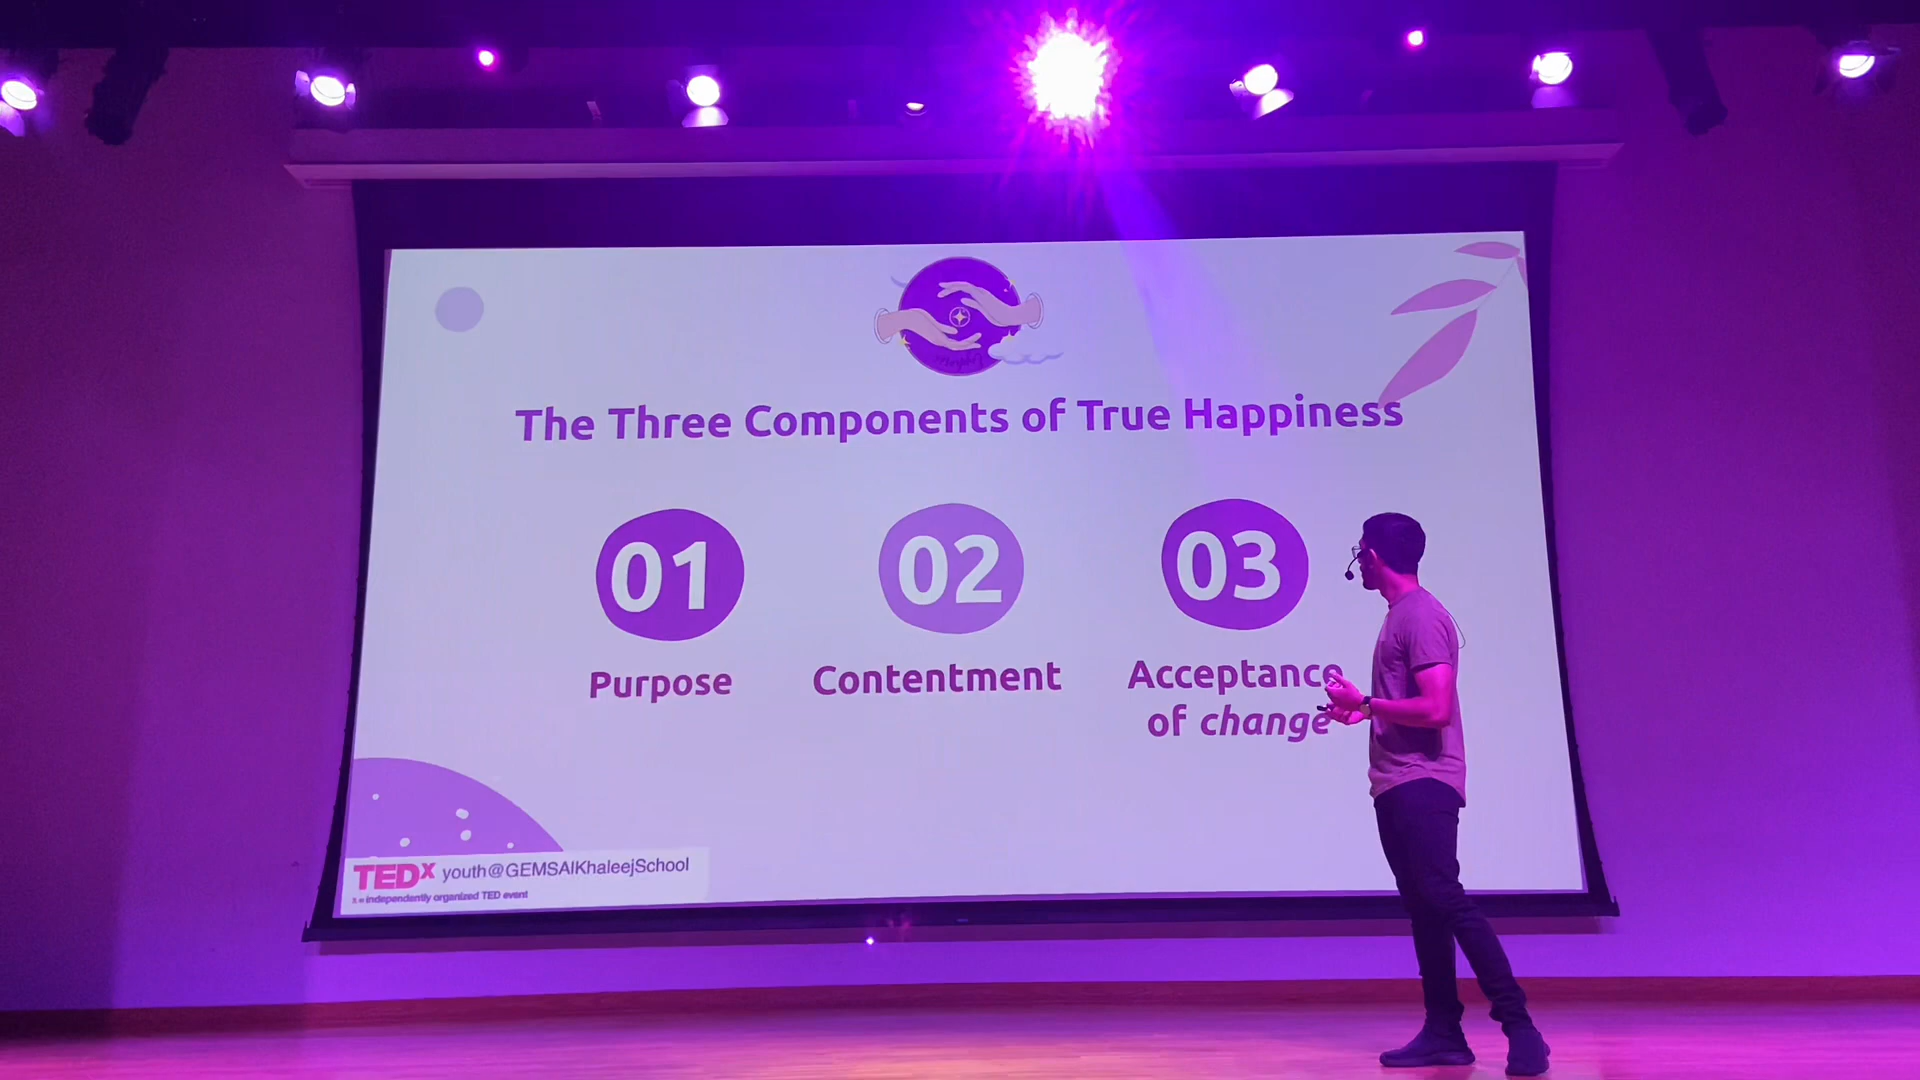 The Three Components of True Happiness
01
02
03
Purpose
Contentment
Acceptance
of change
TEDx youth@GEMSAlKhaleejSchool
x = independently organized TED event